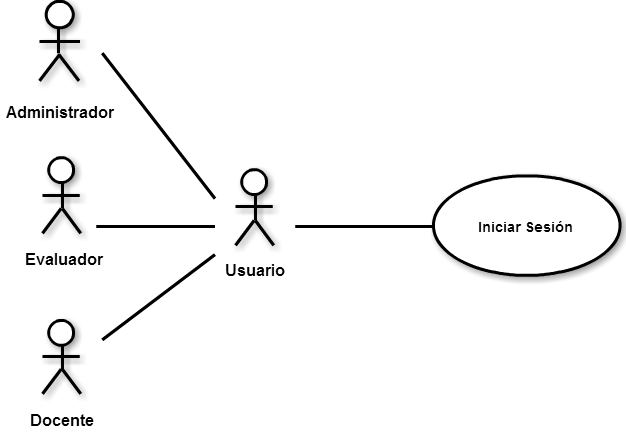 Administrador
Evaluador
Usuario
Iniciar Sesión
Docente